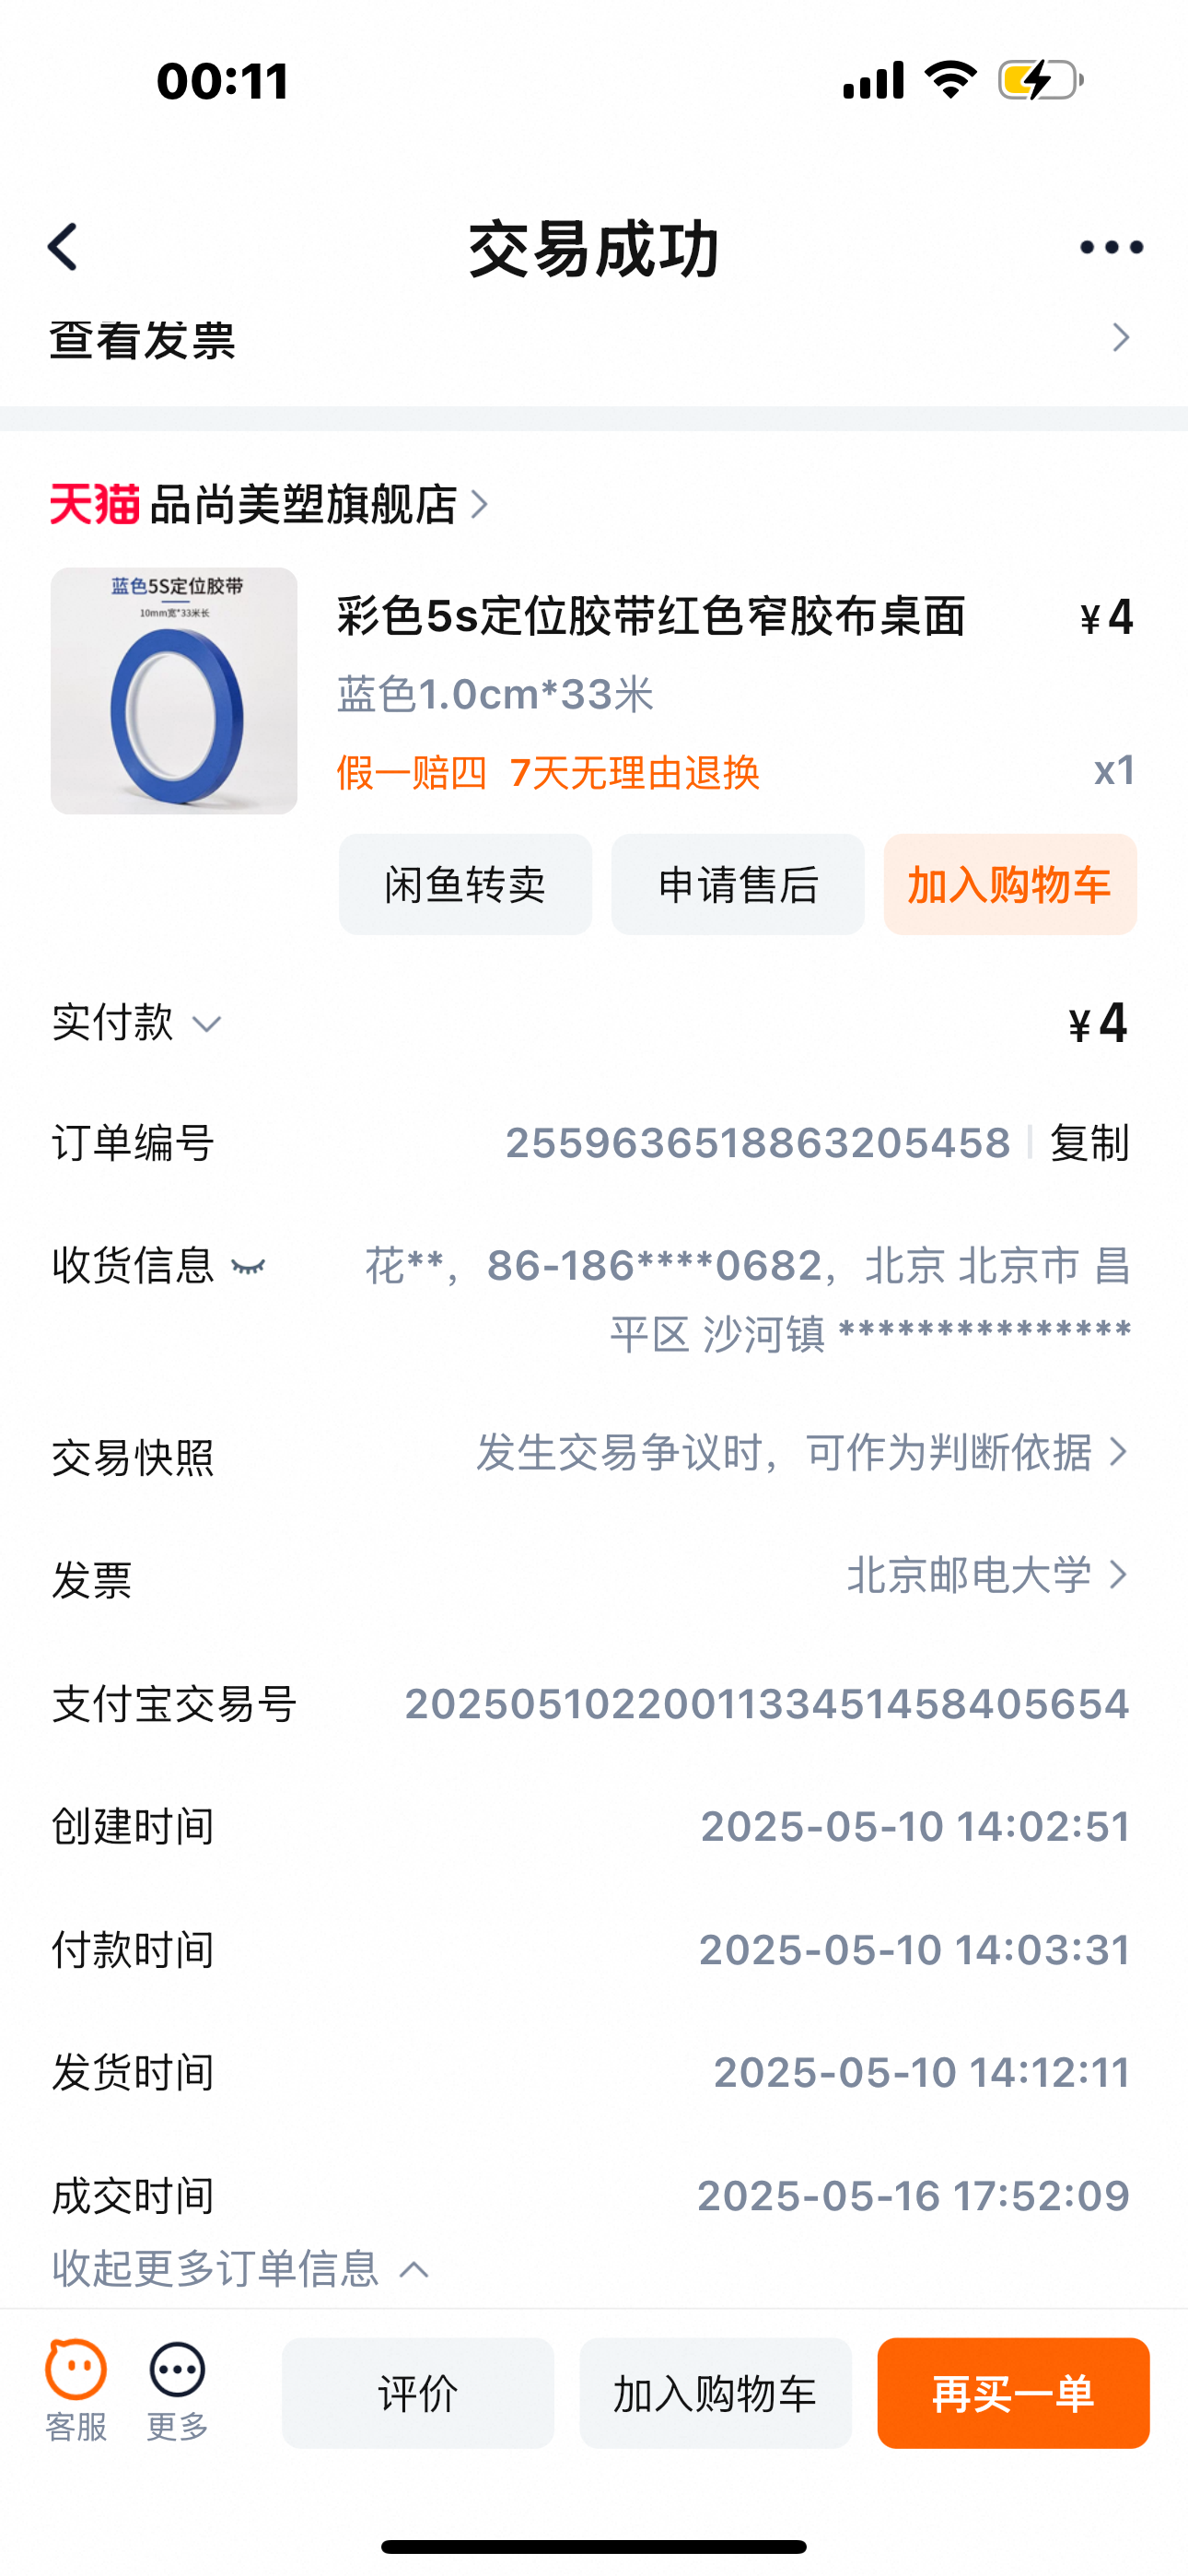 00:11
交易成功
查看发票
天猫 品尚美塑旗舰店
蓝色5S定位胶带
10mm宽*33米长
彩色5s定位胶带红色窄胶布桌面 ¥4
蓝色1.0cm*33米
假一赔四 7天无理由退换 x1
闲鱼转卖 申请售后 加入购物车
实付款 ¥4
订单编号 2559636518863205458 复制
收货信息 花**，86-186****0682，北京 北京市 昌
平区 沙河镇 ***************
交易快照 发生交易争议时，可作为判断依据
发票 北京邮电大学
支付宝交易号 2025051022001133451458405654
创建时间 2025-05-10 14:02:51
付款时间 2025-05-10 14:03:31
发货时间 2025-05-10 14:12:11
成交时间 2025-05-16 17:52:09
收起更多订单信息
客服 更多 评价 加入购物车 再买一单